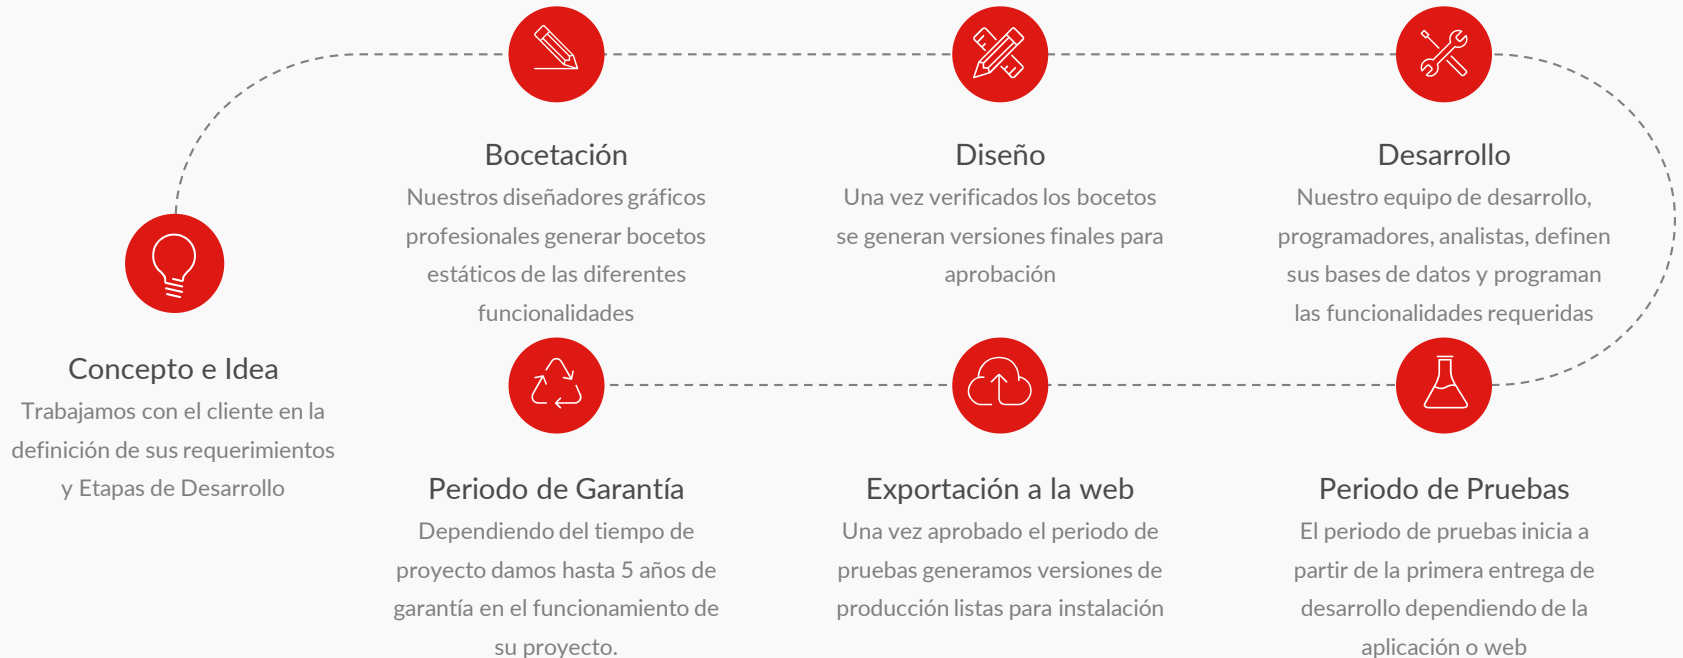 Concepto e Idea
Trabajamos con el cliente en la
definición de sus requerimientos
y Etapas de Desarrollo
Bocetación
Nuestros diseñadores gráficos
profesionales generar bocetos
estáticos de las diferentes
funcionalidades
Diseño
Una vez verificados los bocetos
se generan versiones finales para
aprobación
Desarrollo
Nuestro equipo de desarrollo,
programadores, analistas, definen
sus bases de datos y programan
las funcionalidades requeridas
Periodo de Pruebas
El periodo de pruebas inicia a
partir de la primera entrega de
desarrollo dependiendo de la
aplicación o web
Exportación a la web
Una vez aprobado el periodo de
pruebas generamos versiones de
producción listas para instalación
Periodo de Garantía
Dependiendo del tiempo de
proyecto damos hasta 5 años de
garantía en el funcionamiento de
su proyecto.